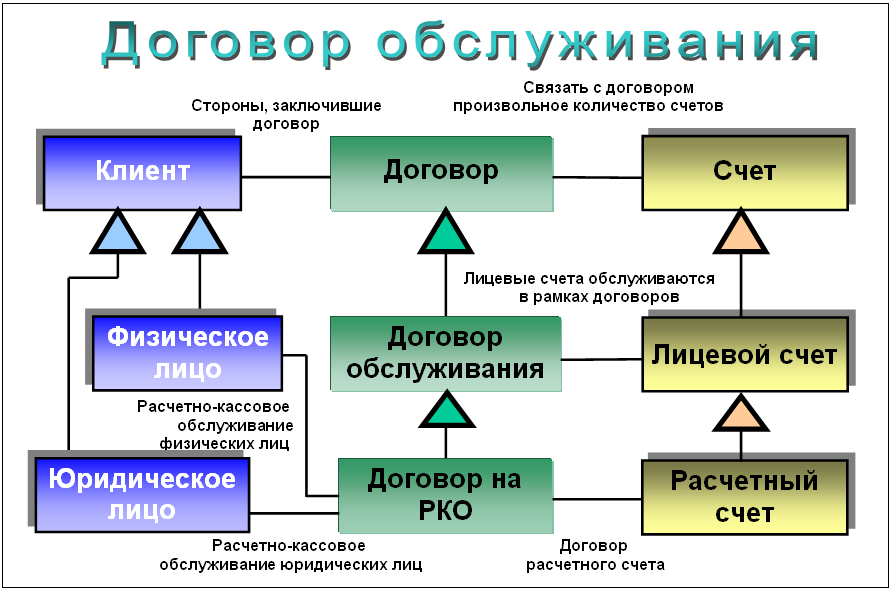 Договор обслуживания
Стороны, заключившие
договор
Связать с договором
произвольное количество счетов
Клиент
Договор
Счет
Лицевые счета обслуживаются
в рамках договоров
Физическое
лицо
Договор
обслуживания
Лицевой счет
Расчетно-кассовое
обслуживание
физических лиц
Юридическое
лицо
Договор на
РКО
Расчетный
счет
Расчетно-кассовое
обслуживание юридических лиц
Договор
расчетного счета